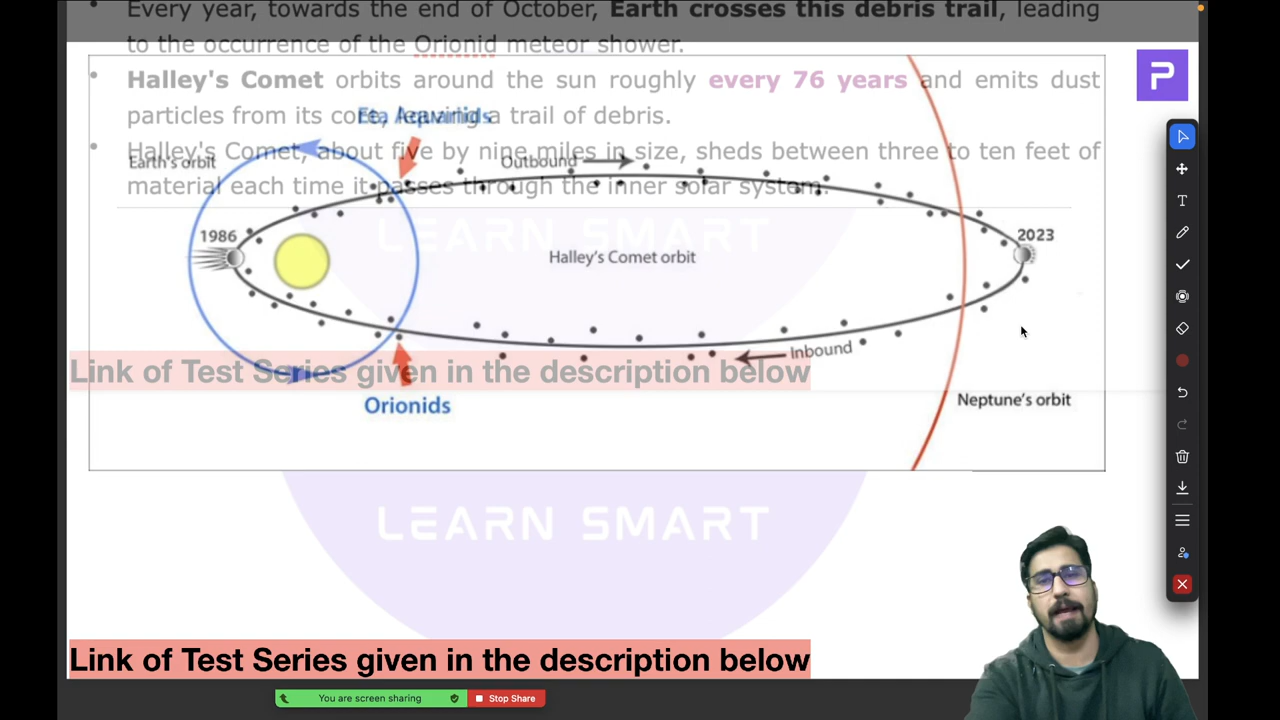 Every year, towards the end of October, Earth crosses this debris trail, leading
to the occurrence of the Orionid meteor shower.
• Halley's Comet orbits around the sun roughly every 76 years and emits dust
particles from its core, leaving a trail of debris.
Eta Aquariids
• Halley's Comet, about five by nine miles in size, sheds between three to ten feet of
Earth's orbit
Outbound
material each time it passes through the inner solar system.
LEARN SMART
1986
2023
Halley's Comet orbit
Inbound
Link of Test Series given in the description below
Orionids
Neptune's orbit
LEARN SMART
Link of Test Series given in the description below
You are screen sharing
Stop Share